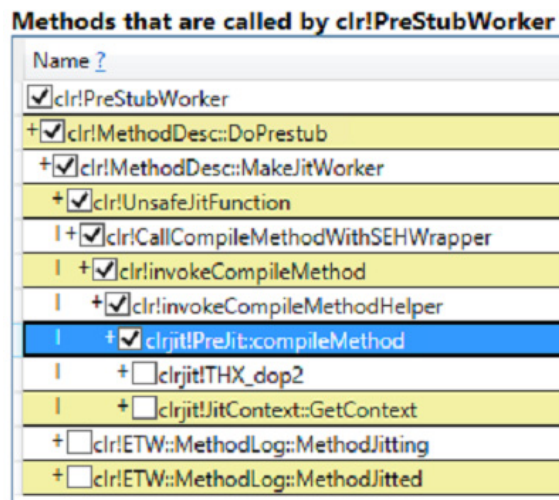 Methods that are called by clr!PreStubWorker
Name ?
clr!PreStubWorker
+ clr!MethodDesc::DoPrestub
+ clr!MethodDesc::MakeJitWorker
+ clr!UnsafeJitFunction
| + clr!CallCompileMethodWithSEHWrapper
| + clr!invokeCompileMethod
| + clr!invokeCompileMethodHelper
| + clrjit!PreJit::compileMethod
| + clrjit!THX_dop2
| + clrjit!JitContext::GetContext
+ clr!ETW::MethodLog::MethodJitting
+ clr!ETW::MethodLog::MethodJitted